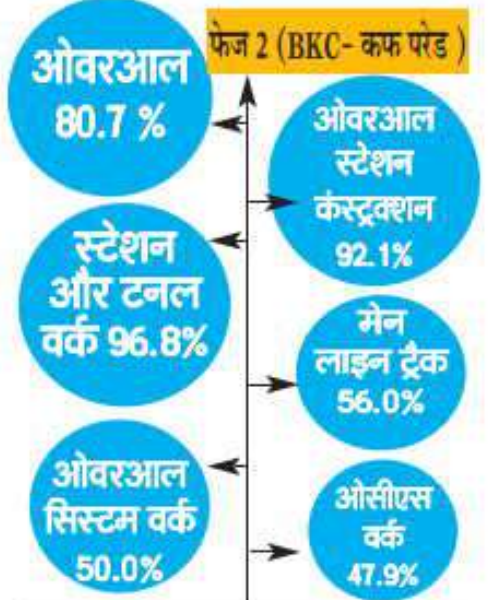 फेज 2 (BKC- कफ परेड )
ओवरआल
80.7 %
ओवरआल
स्टेशन
कंस्ट्रक्शन
92.1%
स्टेशन
और टनल
वर्क 96.8%
मेन
लाइन ट्रैक
56.0%
ओवरआल
सिस्टम वर्क
50.0%
ओसीएस
वर्क
47.9%